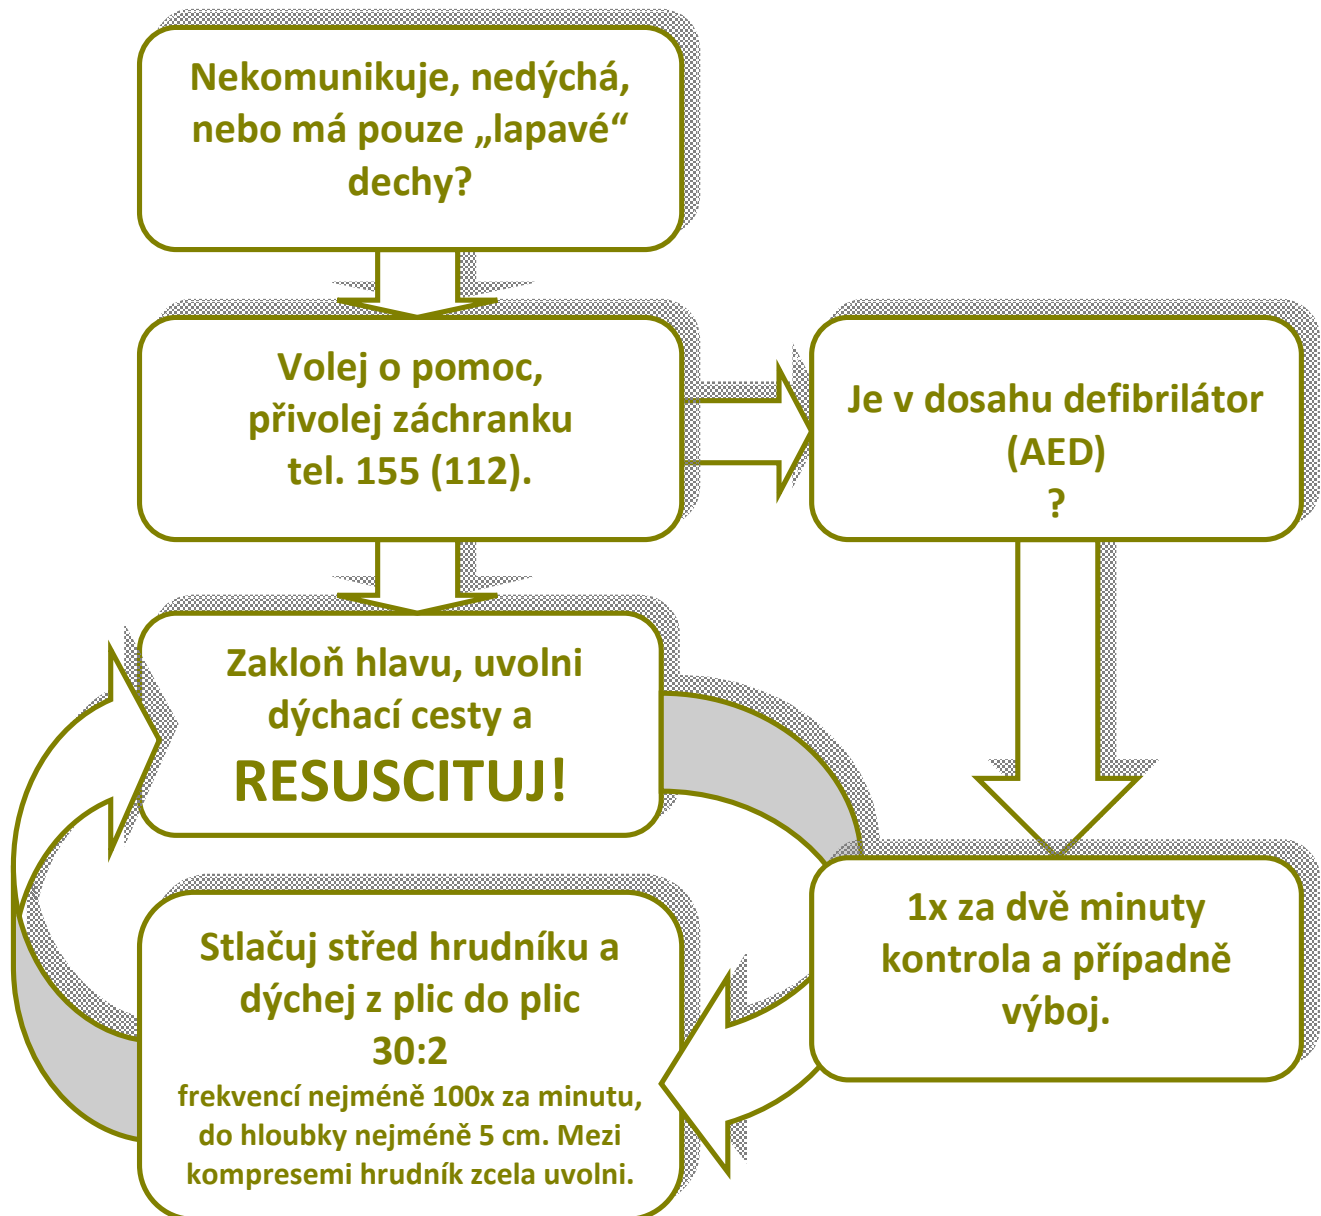 Nekomunikuje, nedýchá,
nebo má pouze „lapavé“
dechy?
Volej o pomoc,
přivolej záchranku
tel. 155 (112).
Je v dosahu defibrilátor
(AED)
?
Zakloň hlavu, uvolni
dýchací cesty a
RESUSCITUJ!
1x za dvě minuty
kontrola a případně
výboj.
Stlačuj střed hrudníku a
dýchej z plic do plic
30:2
frekvencí nejméně 100x za minutu,
do hloubky nejméně 5 cm. Mezi
kompresemi hrudník zcela uvolni.